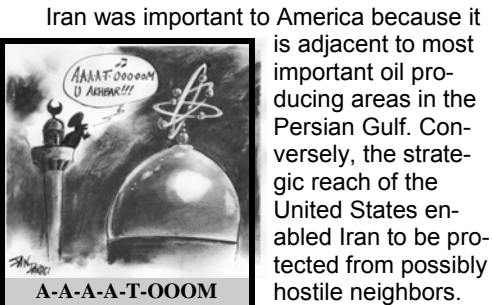 Iran was important to America because it
is adjacent to most
important oil pro-
ducing areas in the
Persian Gulf. Con-
versely, the strate-
gic reach of the
United States en-
abled Iran to be pro-
tected from possibly
hostile neighbors.
AAAAT-OOOOOM
U AKHBAR!!!
A-A-A-A-T-OOOM